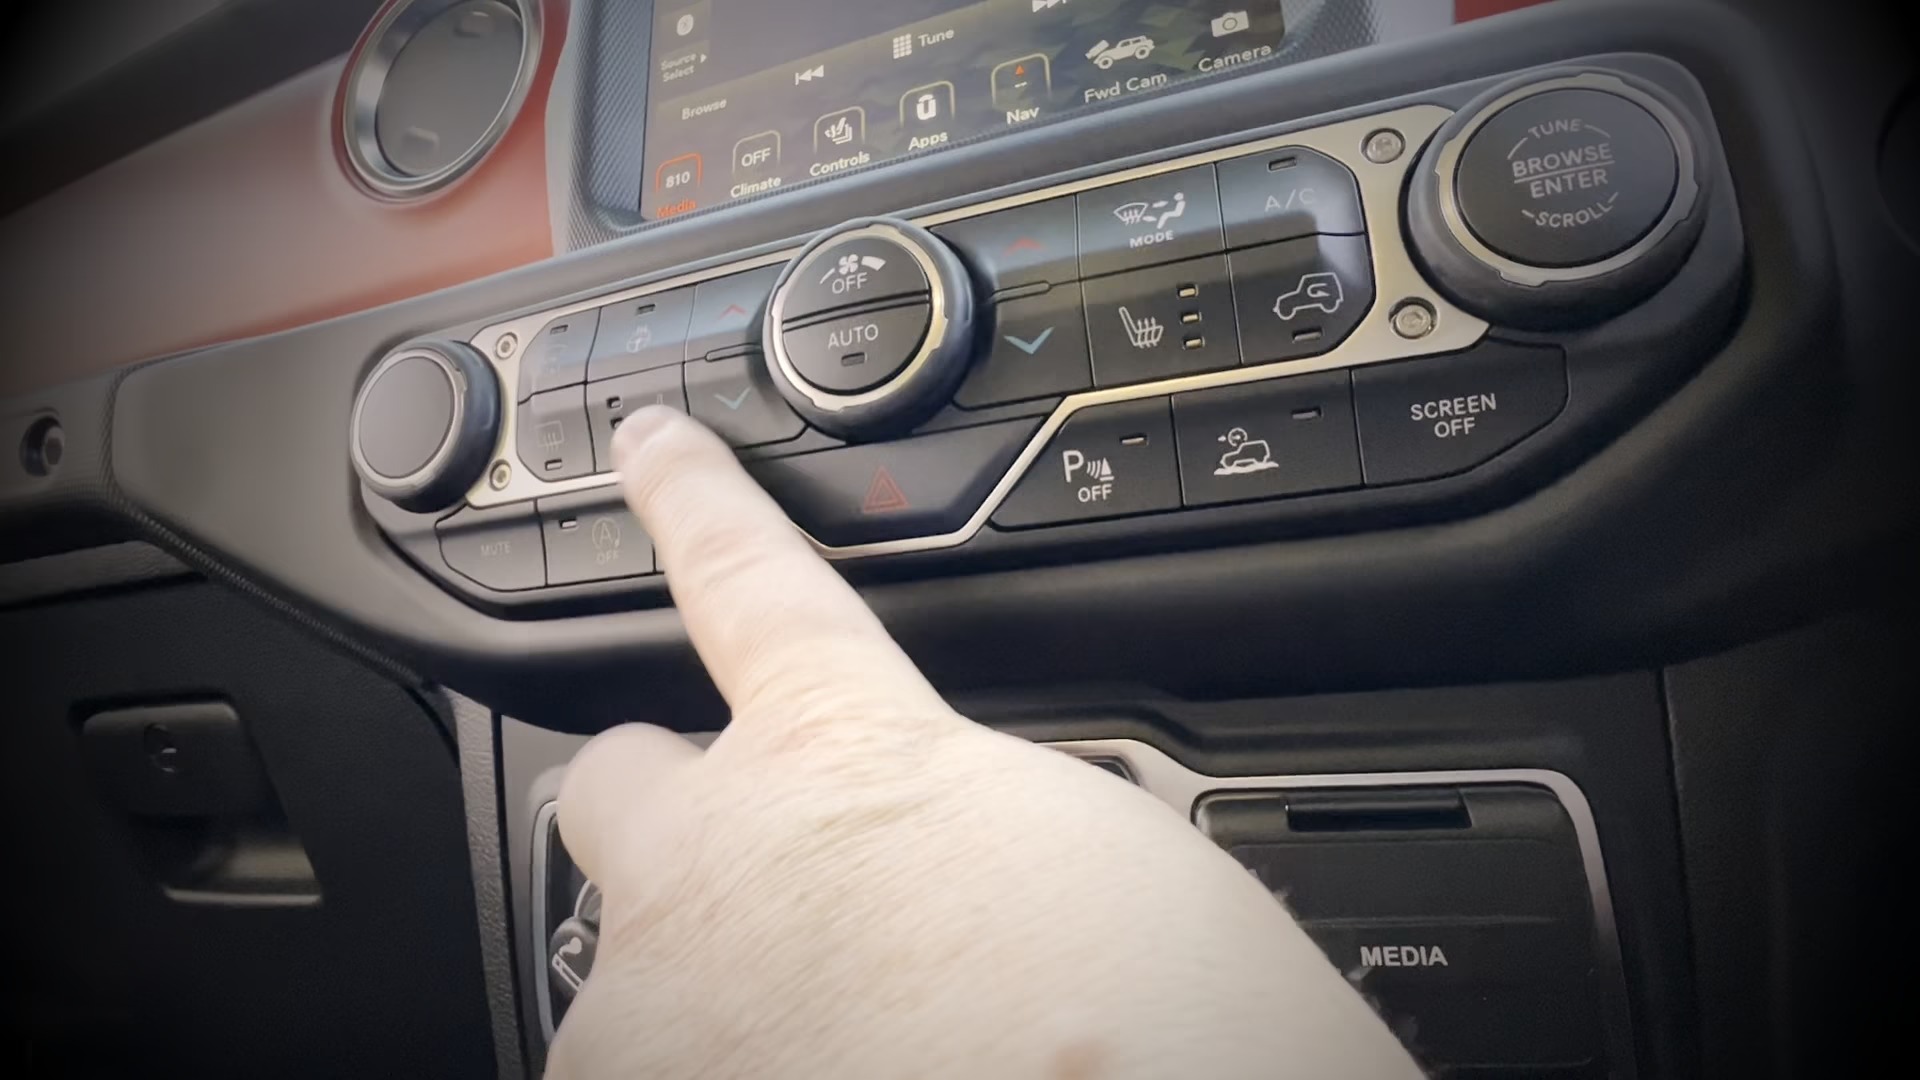 Source
Select
Browse
Tune
810
Media
OFF
Climate
Controls
Apps
Nav
Fwd Cam
Camera
OFF
AUTO
MODE
A/C
TUNE
BROWSE
ENTER
SCROLL
MUTE
A
OFF
P
OFF
SCREEN
OFF
MEDIA